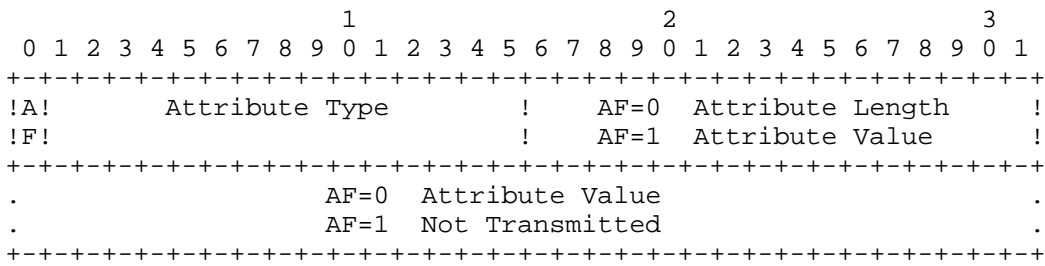 1                   2                   3
 0 1 2 3 4 5 6 7 8 9 0 1 2 3 4 5 6 7 8 9 0 1 2 3 4 5 6 7 8 9 0 1
+-+-+-+-+-+-+-+-+-+-+-+-+-+-+-+-+-+-+-+-+-+-+-+-+-+-+-+-+-+-+-+-+
!A!       Attribute Type        !    AF=0  Attribute Length     !
!F!                             !    AF=1  Attribute Value      !
+-+-+-+-+-+-+-+-+-+-+-+-+-+-+-+-+-+-+-+-+-+-+-+-+-+-+-+-+-+-+-+-+
.                   AF=0  Attribute Value                       .
.                   AF=1  Not Transmitted                       .
+-+-+-+-+-+-+-+-+-+-+-+-+-+-+-+-+-+-+-+-+-+-+-+-+-+-+-+-+-+-+-+-+